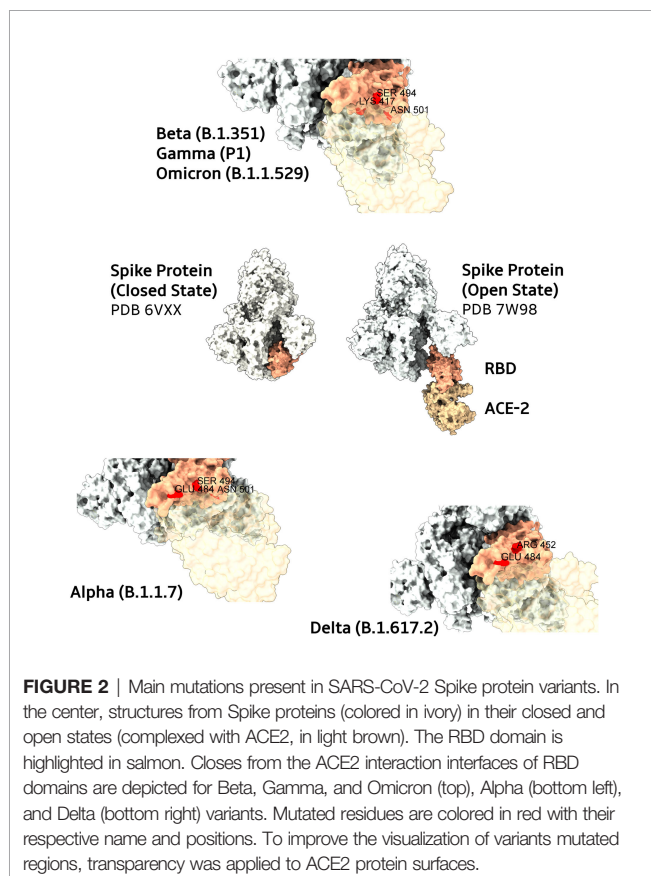 SER 494
LYS 417
ASN 501
Beta (B.1.351)
Gamma (P1)
Omicron (B.1.1.529)
Spike Protein
(Closed State)
PDB 6VXX
Spike Protein
(Open State)
PDB 7W98
RBD
ACE-2
SER 494
GLU 484 ASN 501
Alpha (B.1.1.7)
ARG 452
GLU 484
Delta (B.1.617.2)
FIGURE 2 | Main mutations present in SARS-CoV-2 Spike protein variants. In
the center, structures from Spike proteins (colored in ivory) in their closed and
open states (complexed with ACE2, in light brown). The RBD domain is
highlighted in salmon. Closes from the ACE2 interaction interfaces of RBD
domains are depicted for Beta, Gamma, and Omicron (top), Alpha (bottom left),
and Delta (bottom right) variants. Mutated residues are colored in red with their
respective name and positions. To improve the visualization of variants mutated
regions, transparency was applied to ACE2 protein surfaces.